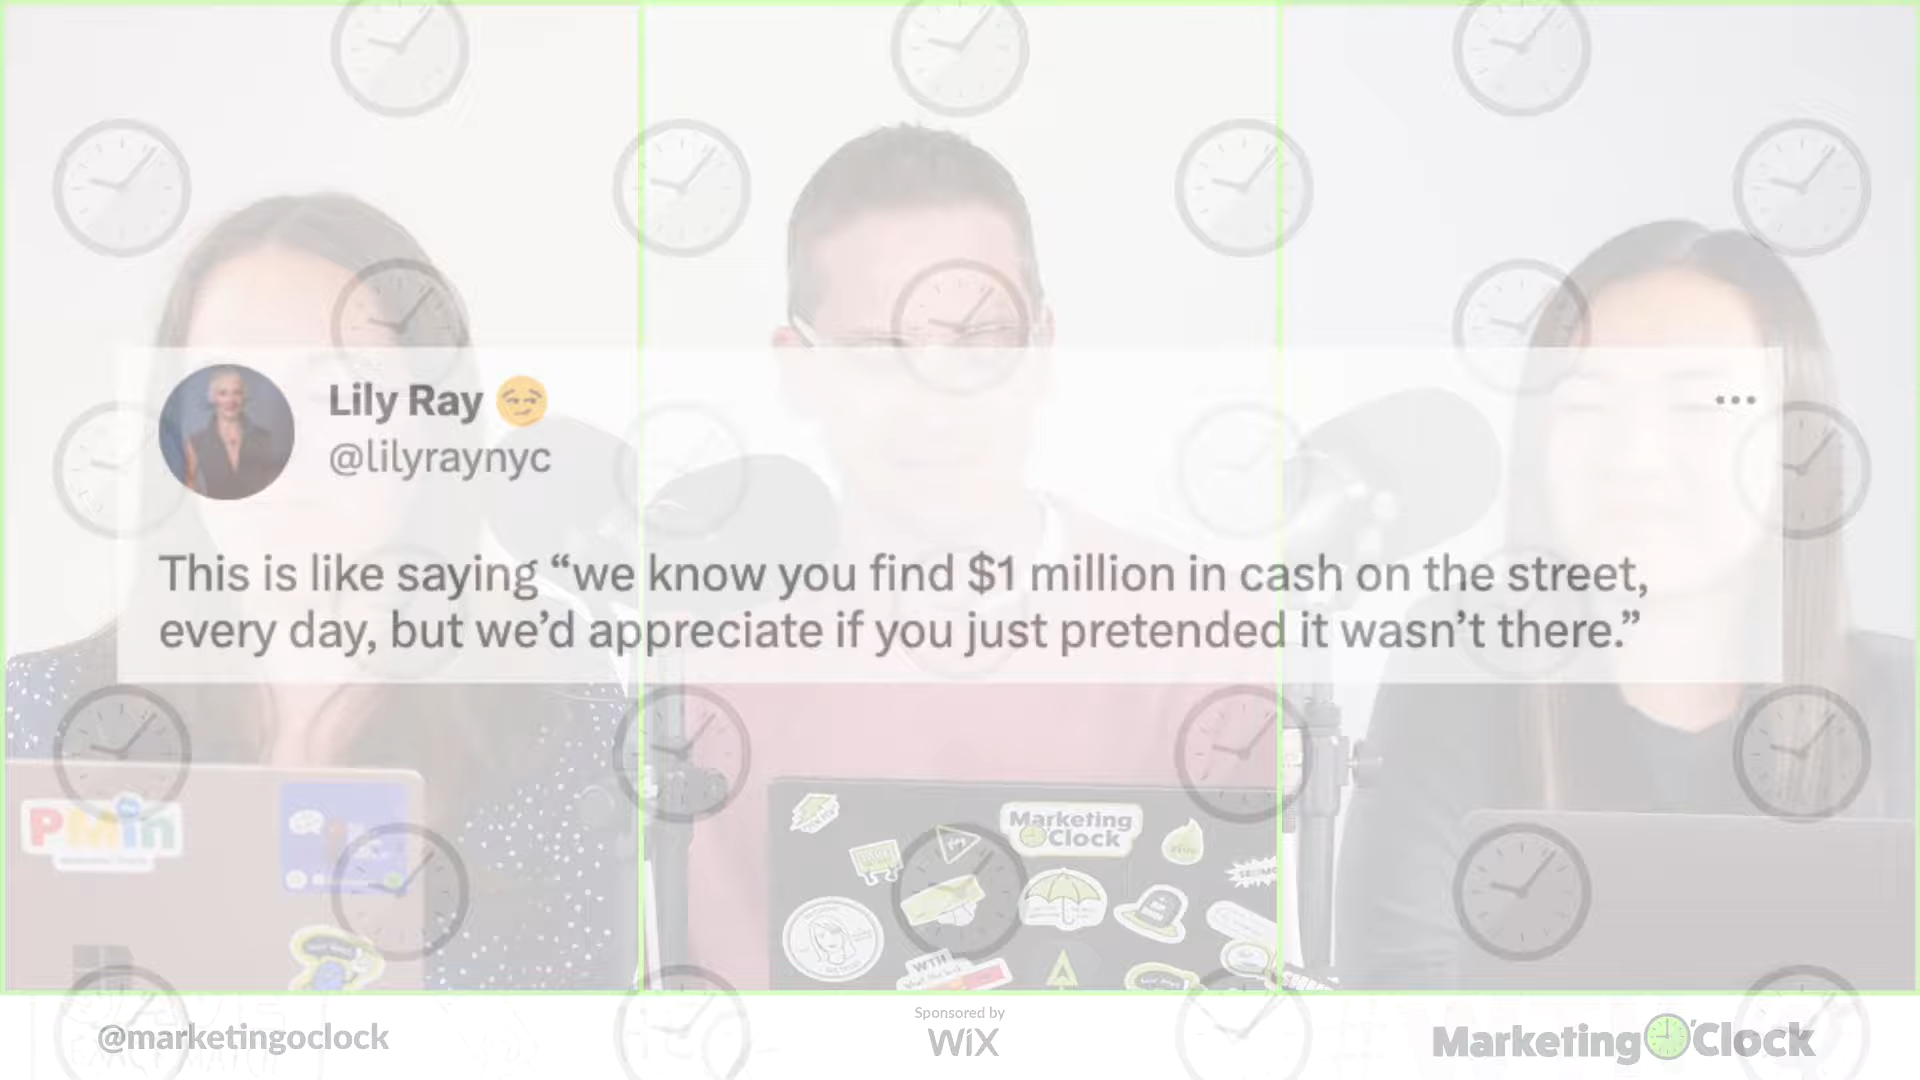 Lily Ray 😏
@lilyraynyc
...
This is like saying “we know you find $1 million in cash on the street,
every day, but we’d appreciate if you just pretended it wasn’t there.”
PMin
Marketing
O'Clock
WTH
Sponsored by
@marketingoclock
WiX
Marketing O'Clock